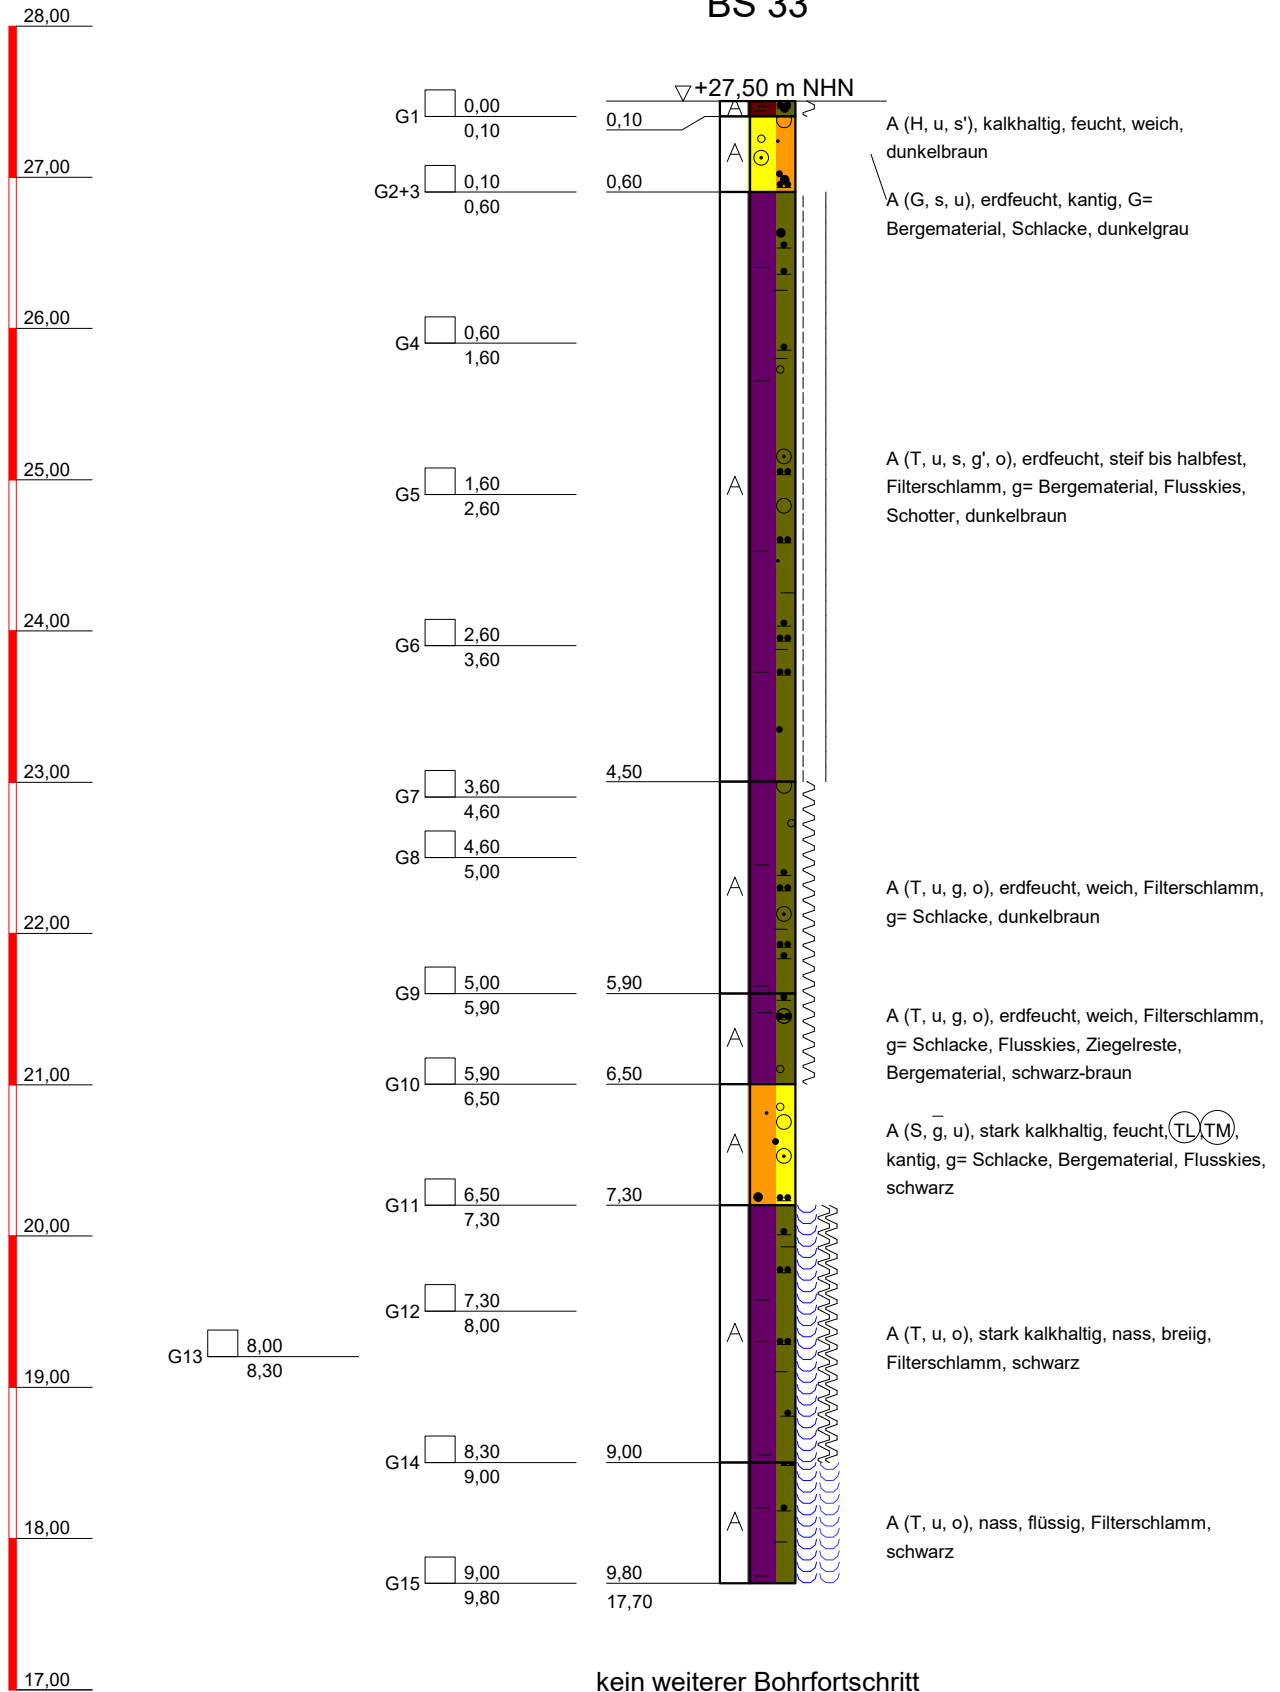 BS 33
28,00
27,00
26,00
25,00
24,00
23,00
22,00
21,00
20,00
19,00
18,00
17,00
G1 0,00
0,10
G2+3 0,10
0,60
G4 0,60
1,60
G5 1,60
2,60
G6 2,60
3,60
G7 3,60
4,60
G8 4,60
5,00
G9 5,00
5,90
G10 5,90
6,50
G11 6,50
7,30
G12 7,30
8,00
G13 8,00
8,30
G14 8,30
9,00
G15 9,00
9,80
+27,50 m NHN
0,10
0,60
4,50
5,90
6,50
7,30
9,00
9,80
17,70
A
A
A
A
A
A
A
A
A (H, u, s'), kalkhaltig, feucht, weich,
dunkelbraun
A (G, s, u), erdfeucht, kantig, G=
Bergematerial, Schlacke, dunkelgrau
A (T, u, s, g', o), erdfeucht, steif bis halbfest,
Filterschlamm, g= Bergematerial, Flusskies,
Schotter, dunkelbraun
A (T, u, g, o), erdfeucht, weich, Filterschlamm,
g= Schlacke, dunkelbraun
A (T, u, g, o), erdfeucht, weich, Filterschlamm,
g= Schlacke, Flusskies, Ziegelreste,
Bergematerial, schwarz-braun
A (S, g̅, u), stark kalkhaltig, feucht, TL, TM,
kantig, g= Schlacke, Bergematerial, Flusskies,
schwarz
A (T, u, o), stark kalkhaltig, nass, breiig,
Filterschlamm, schwarz
A (T, u, o), nass, flüssig, Filterschlamm,
schwarz
kein weiterer Bohrfortschritt